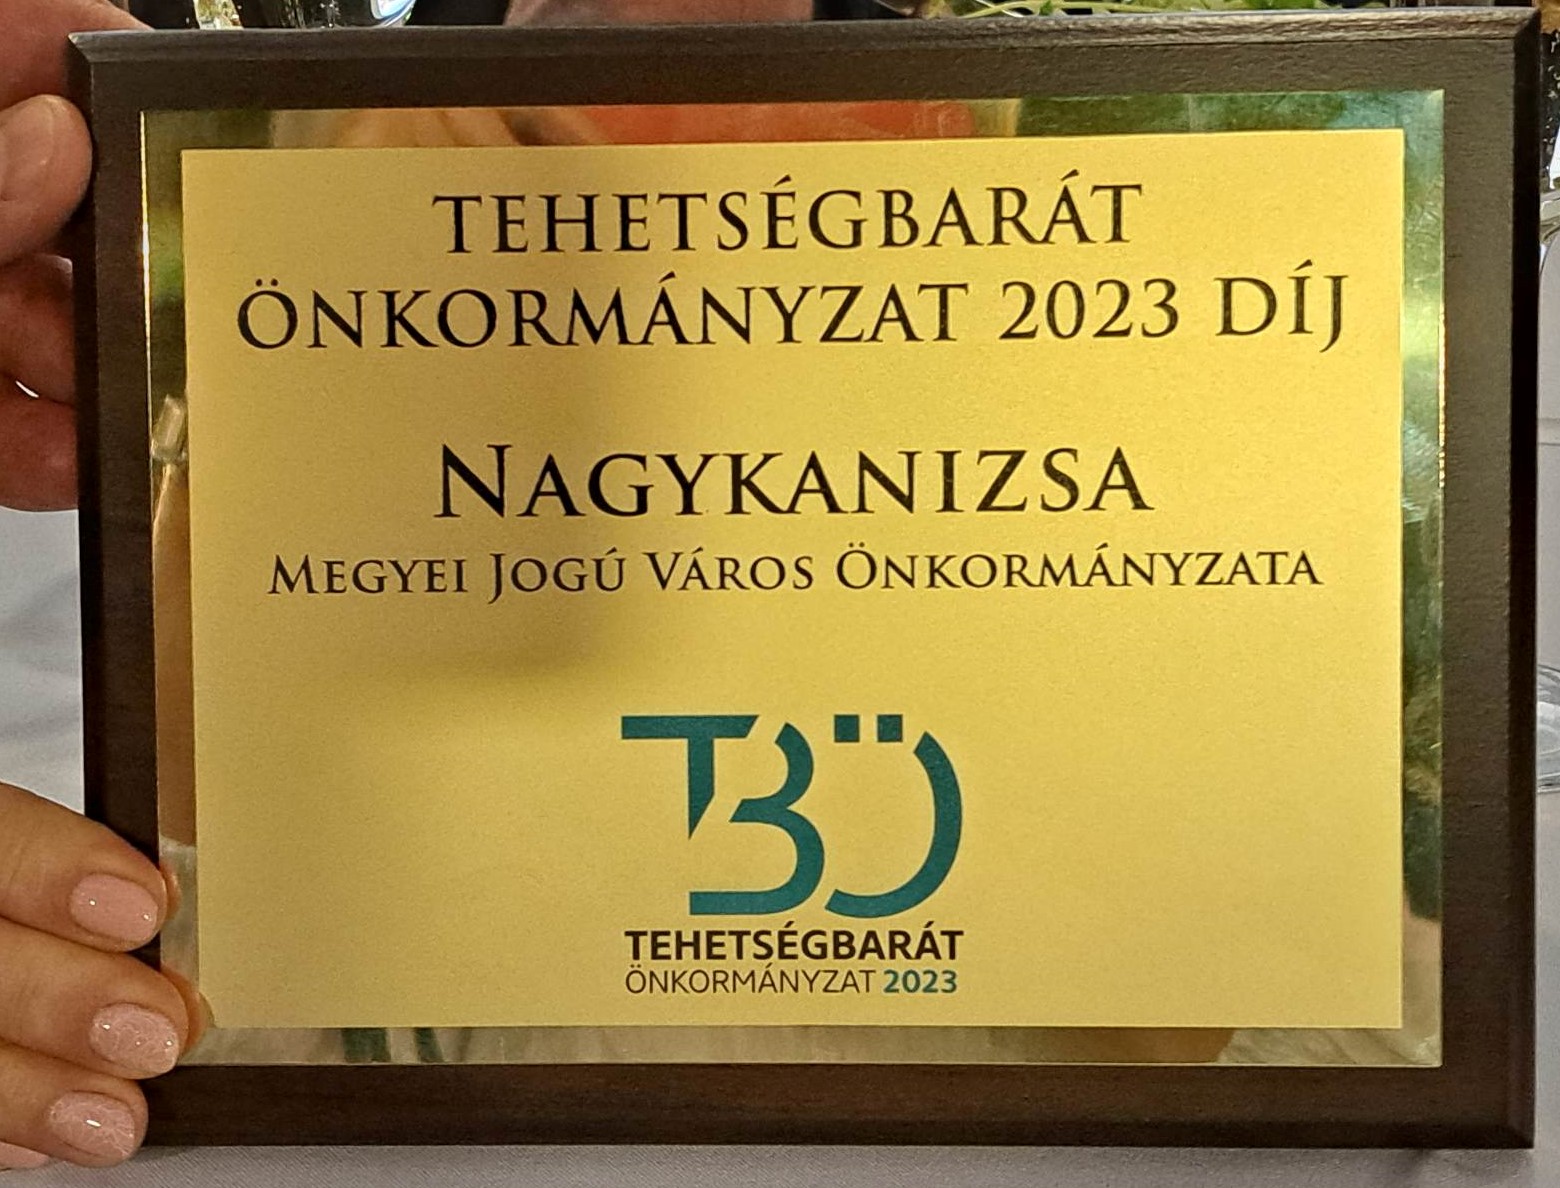 TEHETSÉGBARÁT
ÖNKORMÁNYZAT 2023 DÍJ
NAGYKANIZSA
MEGYEI JOGÚ VÁROS ÖNKORMÁNYZATA
TBÖ
TEHETSÉGBARÁT
ÖNKORMÁNYZAT 2023